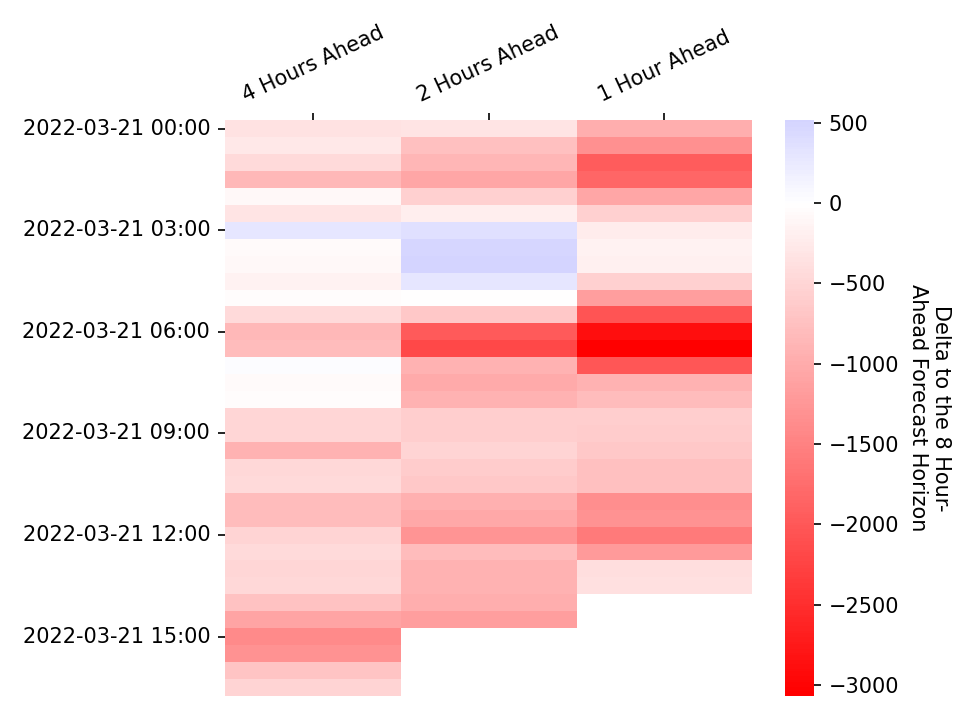 4 Hours Ahead
2 Hours Ahead
1 Hour Ahead
2022-03-21 00:00
2022-03-21 03:00
2022-03-21 06:00
2022-03-21 09:00
2022-03-21 12:00
2022-03-21 15:00
500
0
−500
−1000
−1500
−2000
−2500
−3000
Delta to the 8 Hour-
Ahead Forecast Horizon